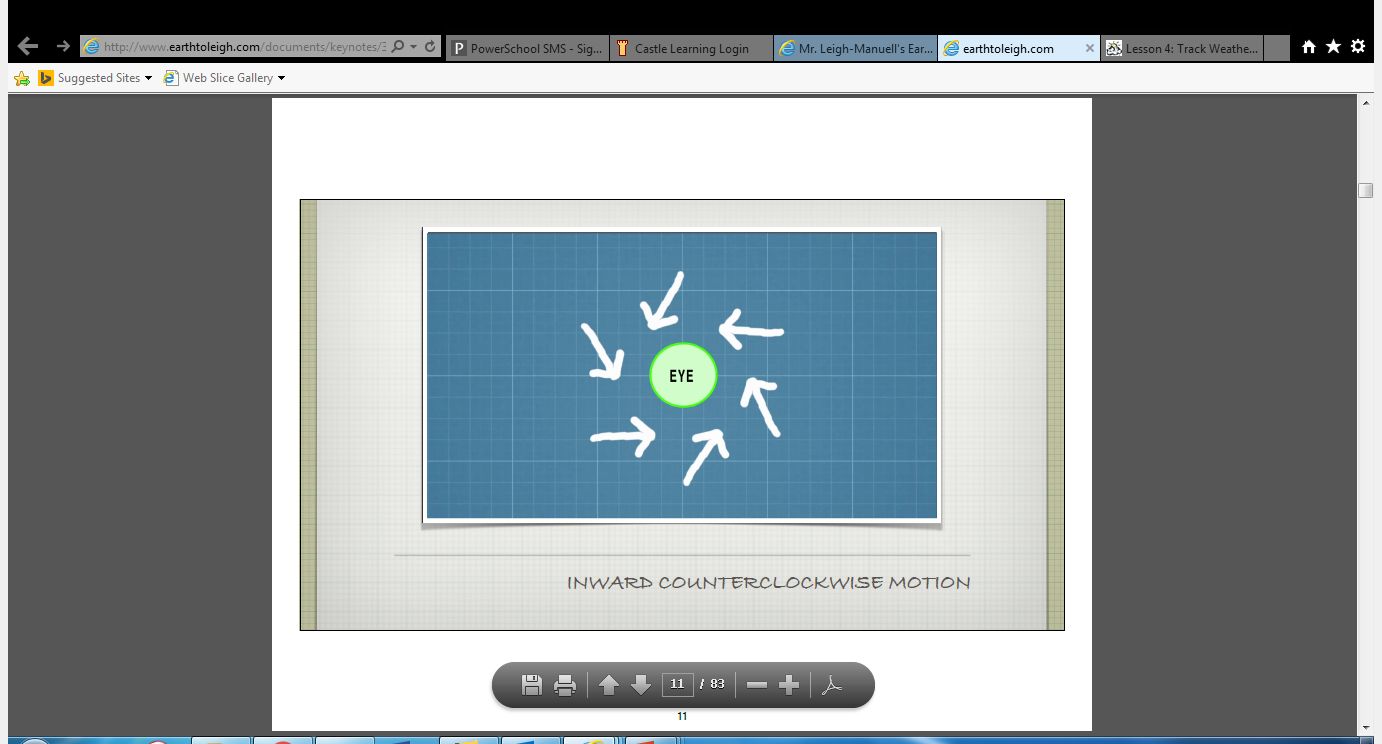 http://www.earthtoleigh.com/documents/keynotes/3
P PowerSchool SMS - Sig...
Castle Learning Login
Mr. Leigh-Manuell's Ear...
earthtoleigh.com
Lesson 4: Track Weathe...
Suggested Sites
Web Slice Gallery
EYE
INWARD COUNTERCLOCKWISE MOTION
11 / 83
11